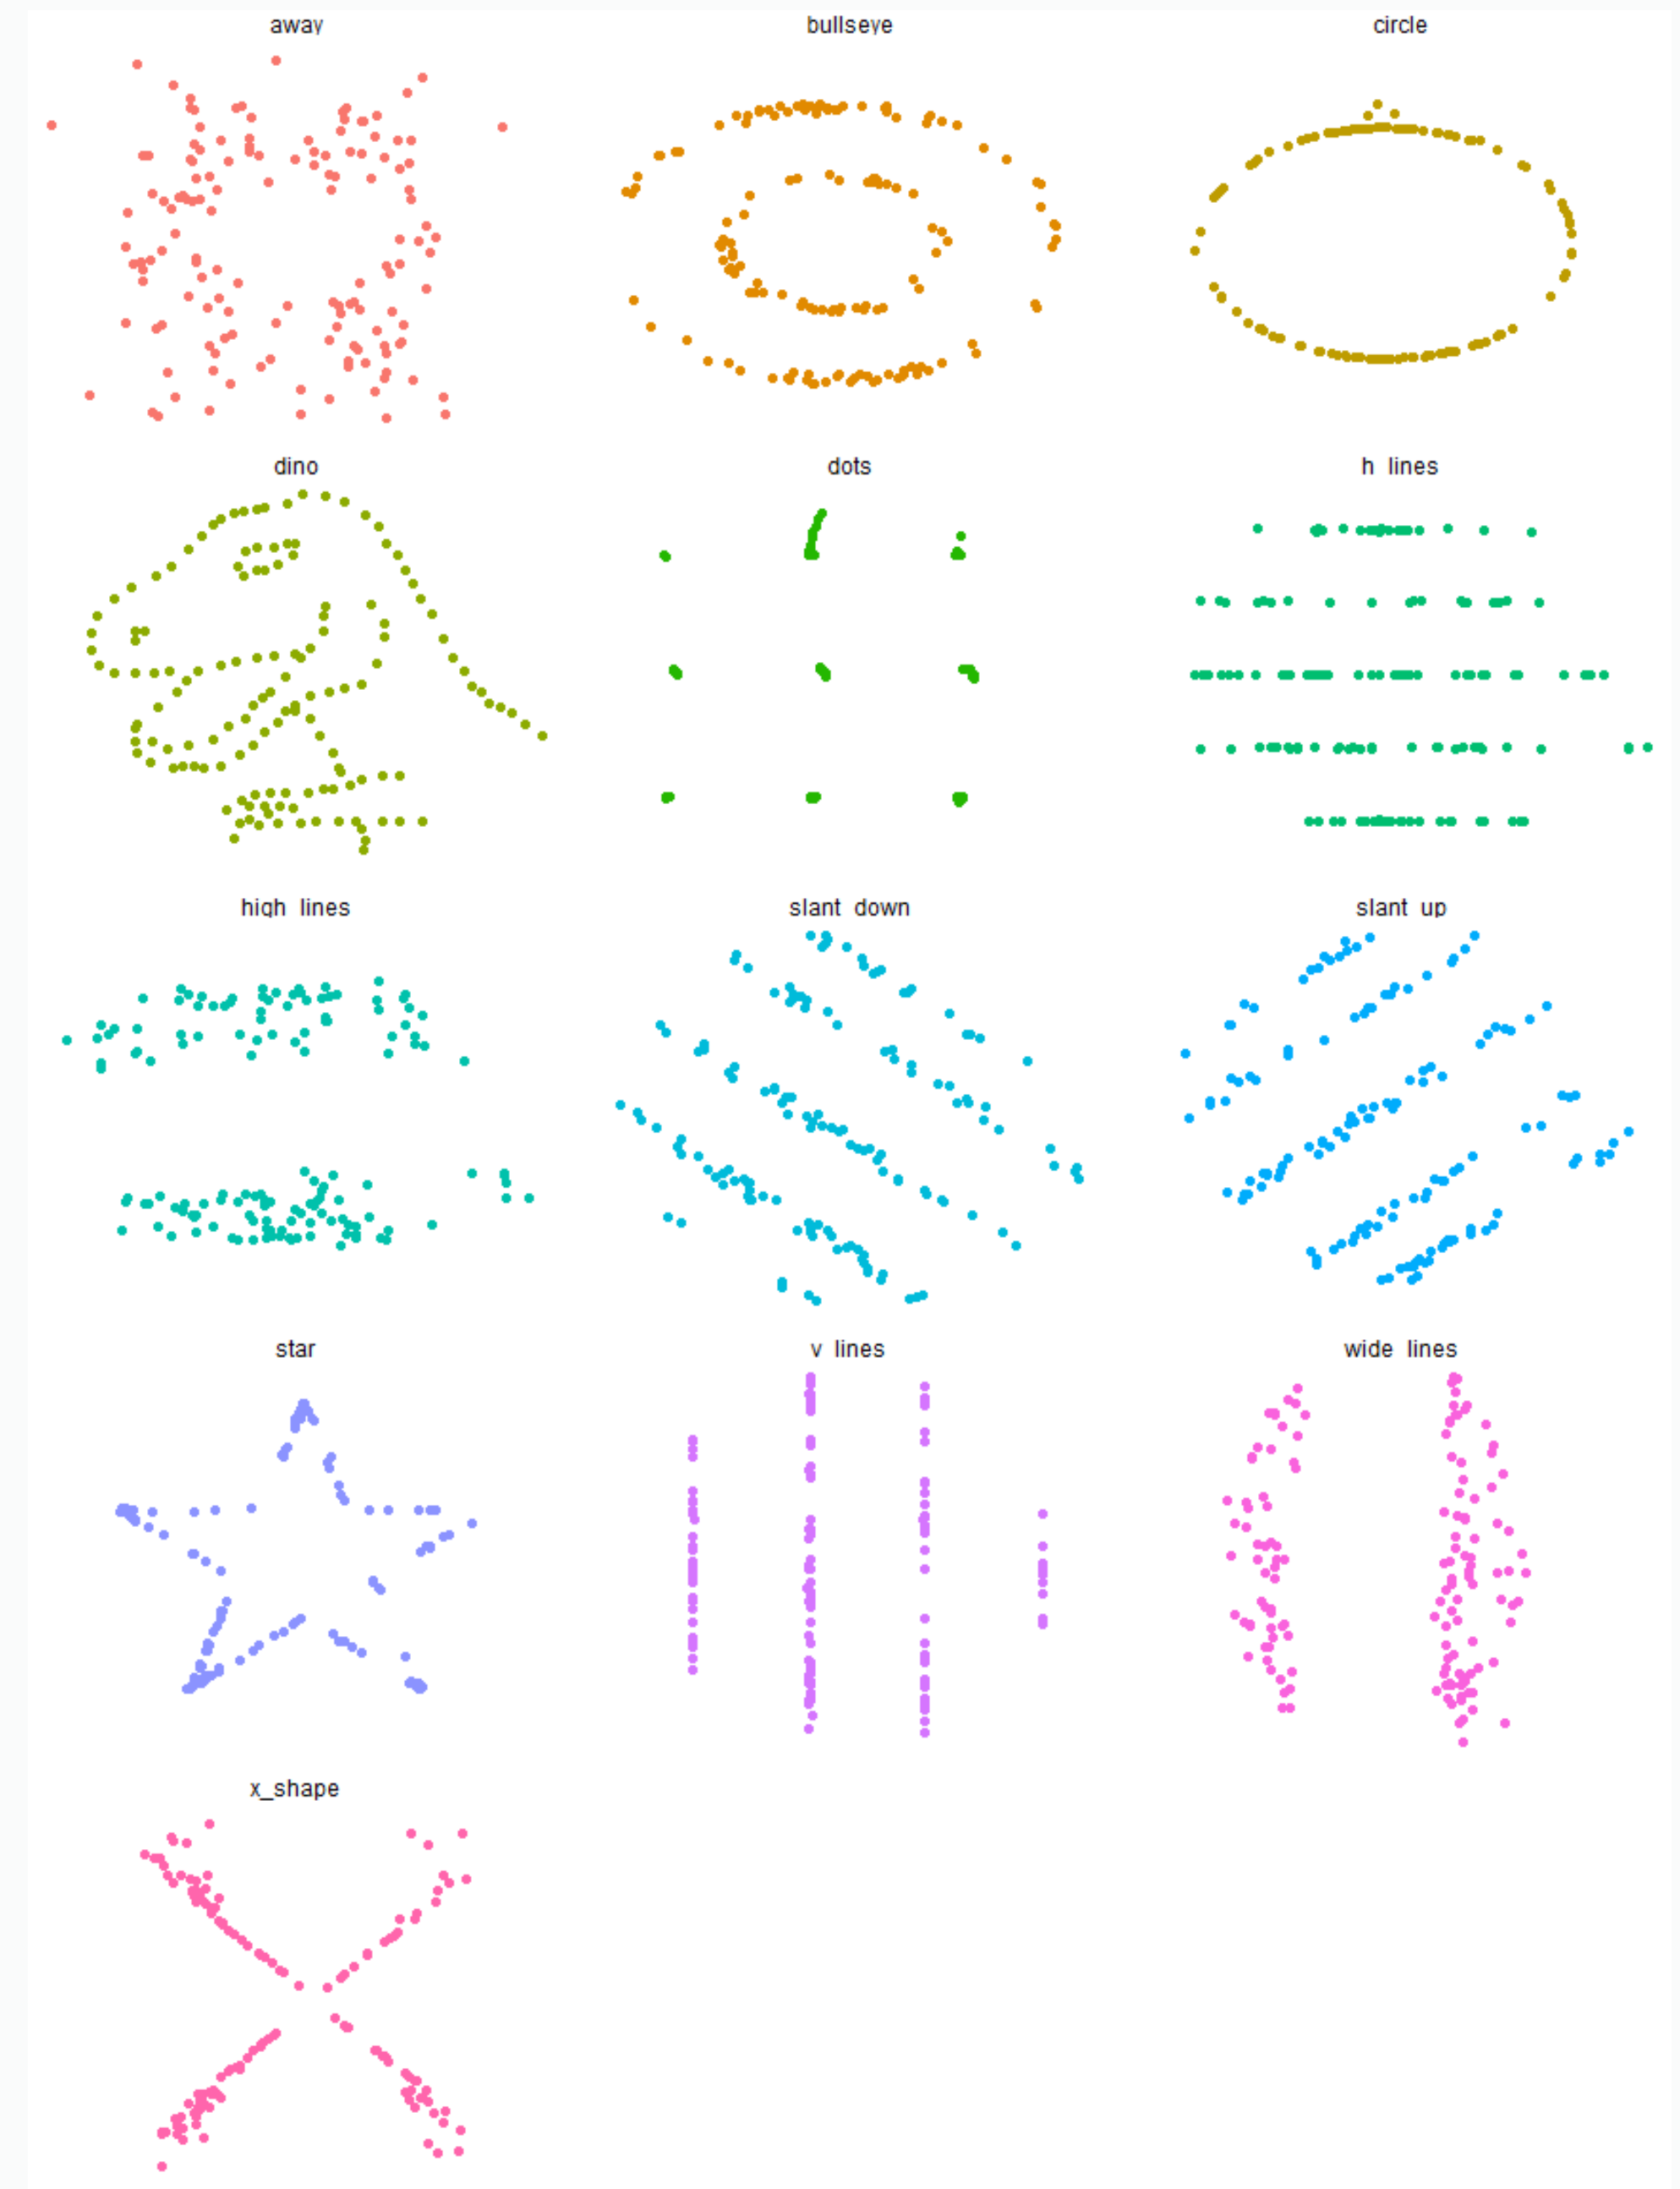 away
bullseye
circle
dino
dots
h_lines
high_lines
slant_down
slant_up
star
v_lines
wide_lines
x_shape